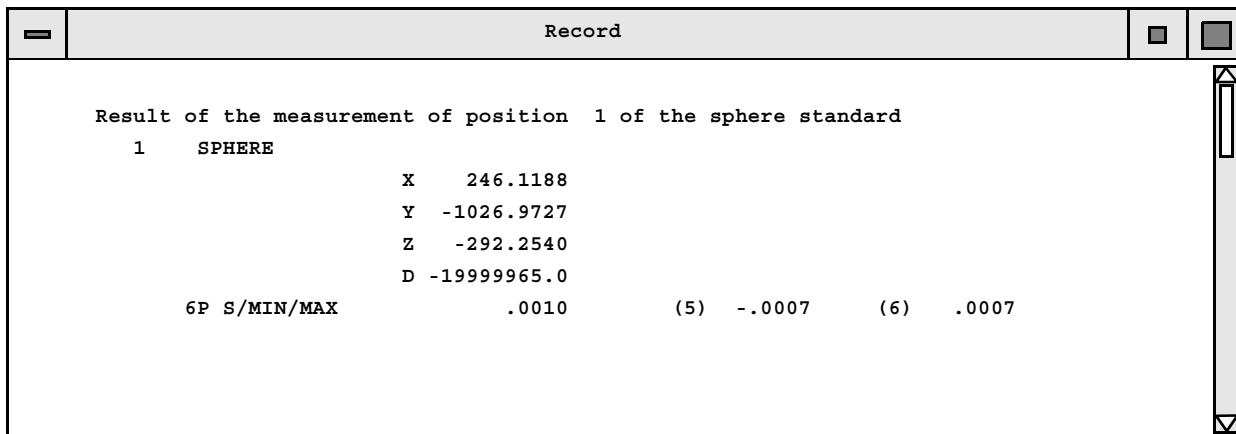 Record
Result of the measurement of position 1 of the sphere standard
1 SPHERE
X 246.1188
Y -1026.9727
Z -292.2540
D -19999965.0
6P S/MIN/MAX .0010 (5) -.0007 (6) .0007